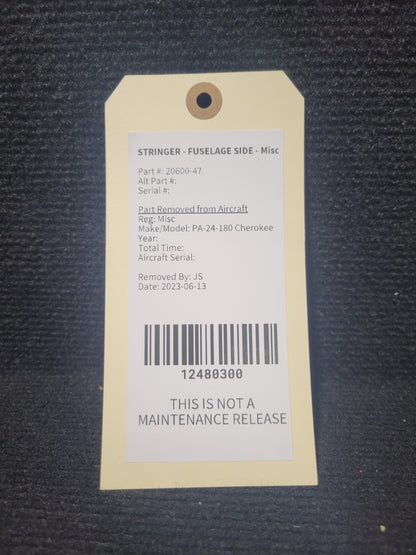 STRINGER - FUSELAGE SIDE - Misc
Part #: 20600-47
Alt Part #:
Serial #:
Part Removed from Aircraft
Reg: Misc
Make/Model: PA-24-180 Cherokee
Year:
Total Time:
Aircraft Serial:
Removed By: JS
Date: 2023-06-13
12480300
THIS IS NOT A
MAINTENANCE RELEASE